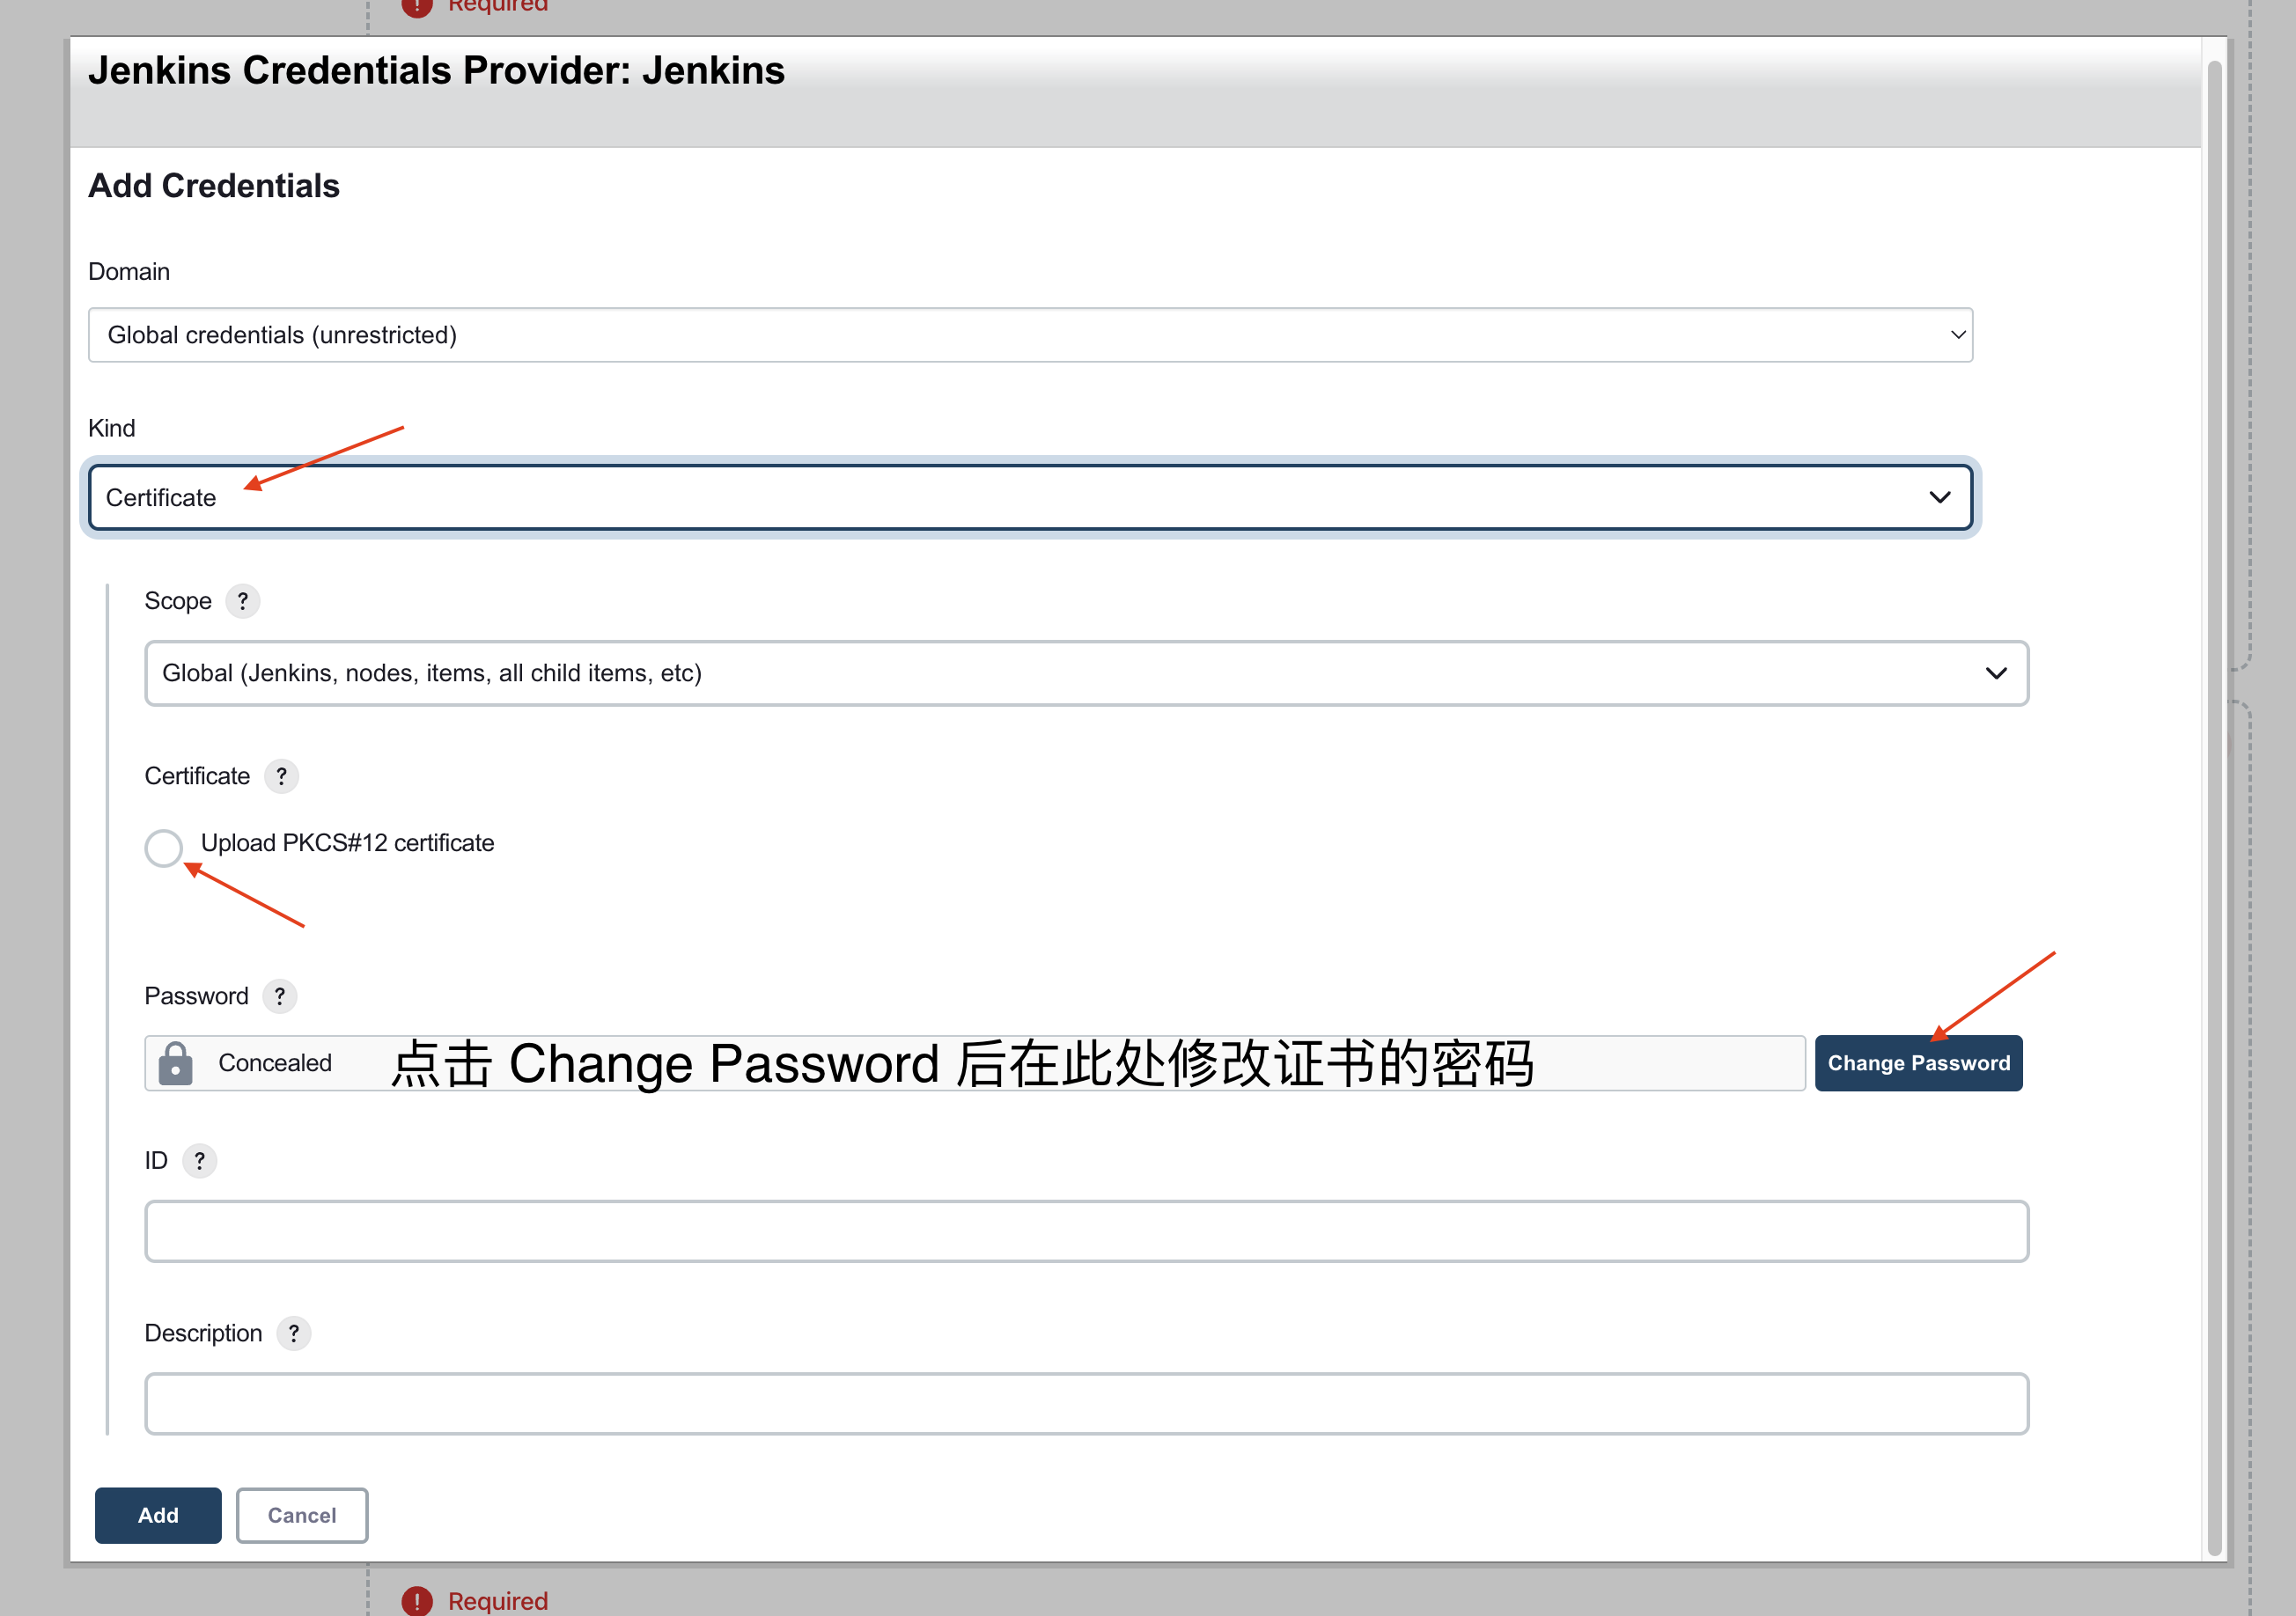 Required
Jenkins Credentials Provider: Jenkins
Add Credentials
Domain
Global credentials (unrestricted)
Kind
Certificate
Scope ?
Global (Jenkins, nodes, items, all child items, etc)
Certificate ?
Upload PKCS#12 certificate
Password ?
Concealed 点击 Change Password 后在此处修改证书的密码 Change Password
ID ?
Description ?
Add Cancel
Required